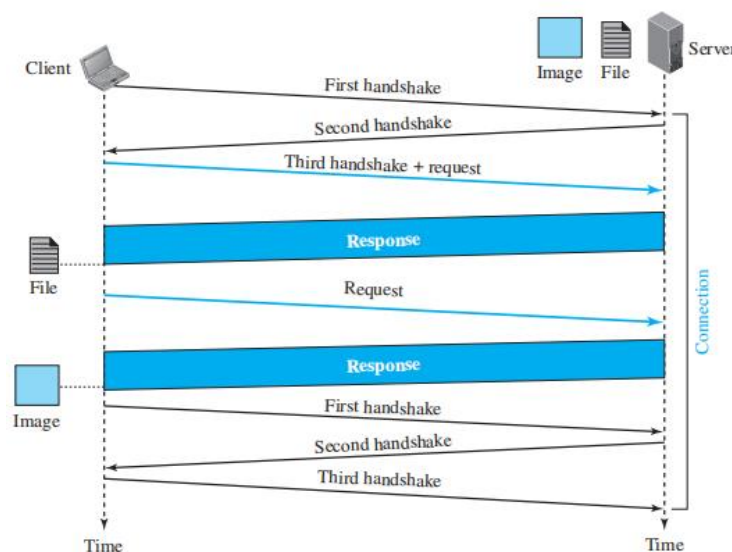 Client
Image
File
Server
First handshake
Second handshake
Third handshake + request
Response
File
Request
Response
Image
First handshake
Second handshake
Third handshake
Connection
Time
Time